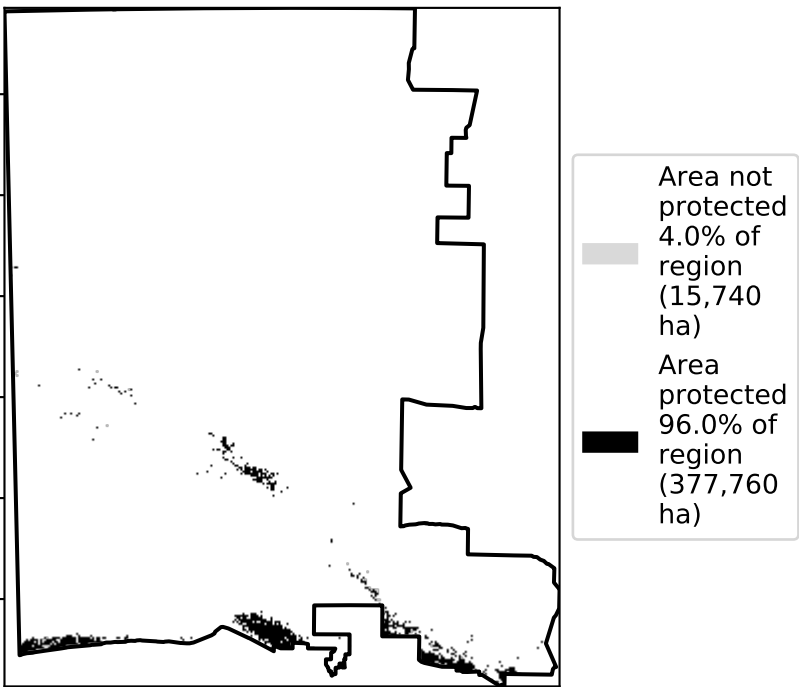 Area not
protected
4.0% of
region
(15,740
ha)
Area
protected
96.0% of
region
(377,760
ha)